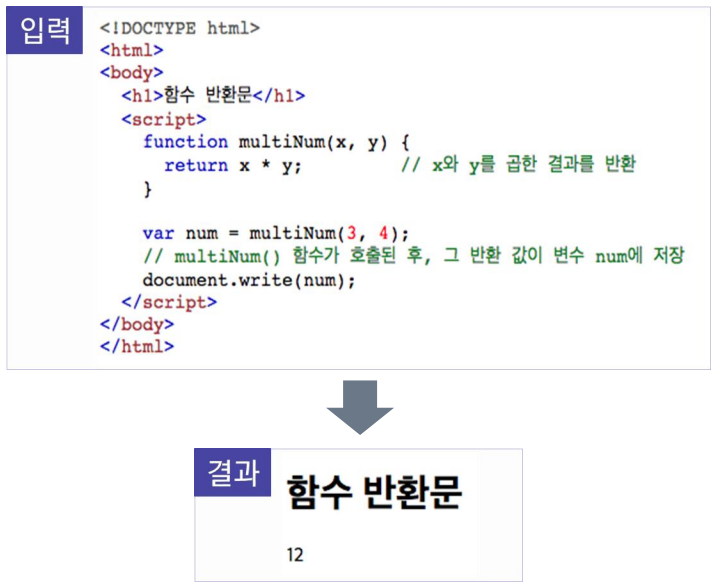 입력
<!DOCTYPE html>
<html>
<body>
<h1>함수 반환문</h1>
<script>
function multiNum(x, y) {
return x * y; // x와 y를 곱한 결과를 반환
}
var num = multiNum(3, 4);
// multiNum() 함수가 호출된 후, 그 반환 값이 변수 num에 저장
document.write(num);
</script>
</body>
</html>
결과
함수 반환문
12